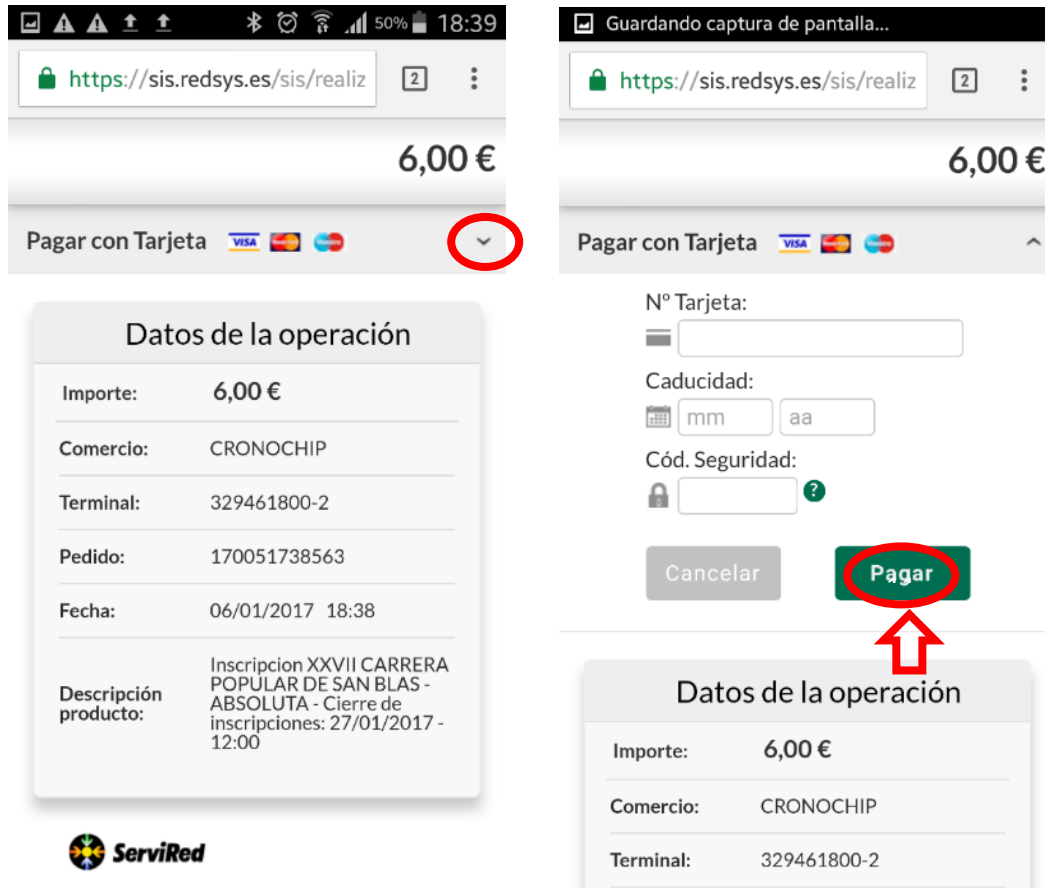 50% 18:39
https://sis.redsys.es/sis/realiz 2
6,00 €
Pagar con Tarjeta VISA
Datos de la operación
Importe: 6,00 €
Comercio: CRONOCHIP
Terminal: 329461800-2
Pedido: 170051738563
Fecha: 06/01/2017 18:38
Descripción producto:
Inscripcion XXVII CARRERA
POPULAR DE SAN BLAS -
ABSOLUTA - Cierre de
inscripciones: 27/01/2017 -
12:00
ServiRed
Guardando captura de pantalla...
https://sis.redsys.es/sis/realiz 2
6,00 €
Pagar con Tarjeta VISA
Nº Tarjeta:
Caducidad:
mm aa
Cód. Seguridad:
?
Cancelar Pagar
Datos de la operación
Importe: 6,00 €
Comercio: CRONOCHIP
Terminal: 329461800-2